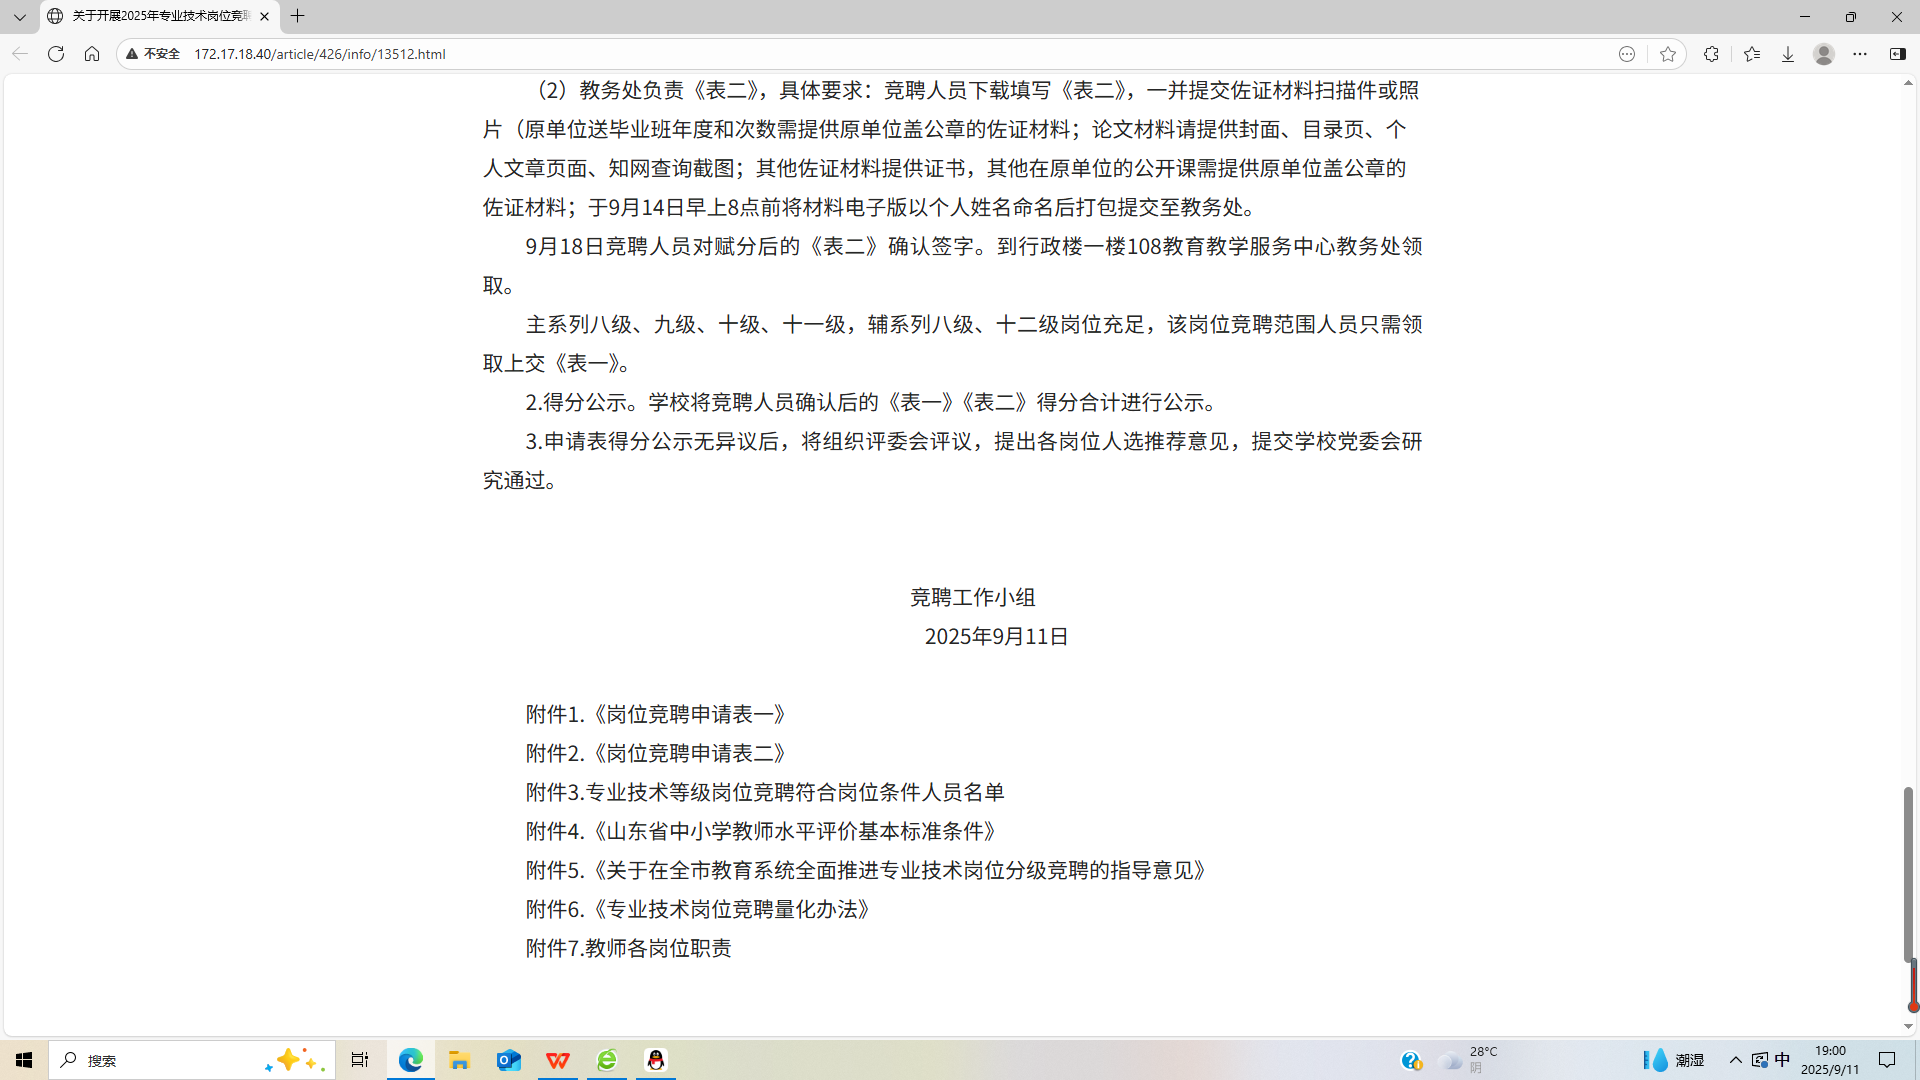 关于开展2025年专业技术岗位竞聘
不安全
172.17.18.40/article/426/info/13512.html
（2）教务处负责《表二》，具体要求：竞聘人员下载填写《表二》，一并提交佐证材料扫描件或照
片（原单位送毕业班年度和次数需提供原单位盖公章的佐证材料；论文材料请提供封面、目录页、个
人文章页面、知网查询截图；其他佐证材料提供证书，其他在原单位的公开课需提供原单位盖公章的
佐证材料；于9月14日早上8点前将材料电子版以个人姓名命名后打包提交至教务处。
9月18日竞聘人员对赋分后的《表二》确认签字。到行政楼一楼108教育教学服务中心教务处领
取。
主系列八级、九级、十级、十一级，辅系列八级、十二级岗位充足，该岗位竞聘范围人员只需领
取上交《表一》。
2.得分公示。学校将竞聘人员确认后的《表一》《表二》得分合计进行公示。
3.申请表得分公示无异议后，将组织评委会评议，提出各岗位人选推荐意见，提交学校党委会研
究通过。
竞聘工作小组
2025年9月11日
附件1.《岗位竞聘申请表一》
附件2.《岗位竞聘申请表二》
附件3.专业技术等级岗位竞聘符合岗位条件人员名单
附件4.《山东省中小学教师水平评价基本标准条件》
附件5.《关于在全市教育系统全面推进专业技术岗位分级竞聘的指导意见》
附件6.《专业技术岗位竞聘量化办法》
附件7.教师各岗位职责
搜索
28°C
阴
潮湿
中
19:00
2025/9/11